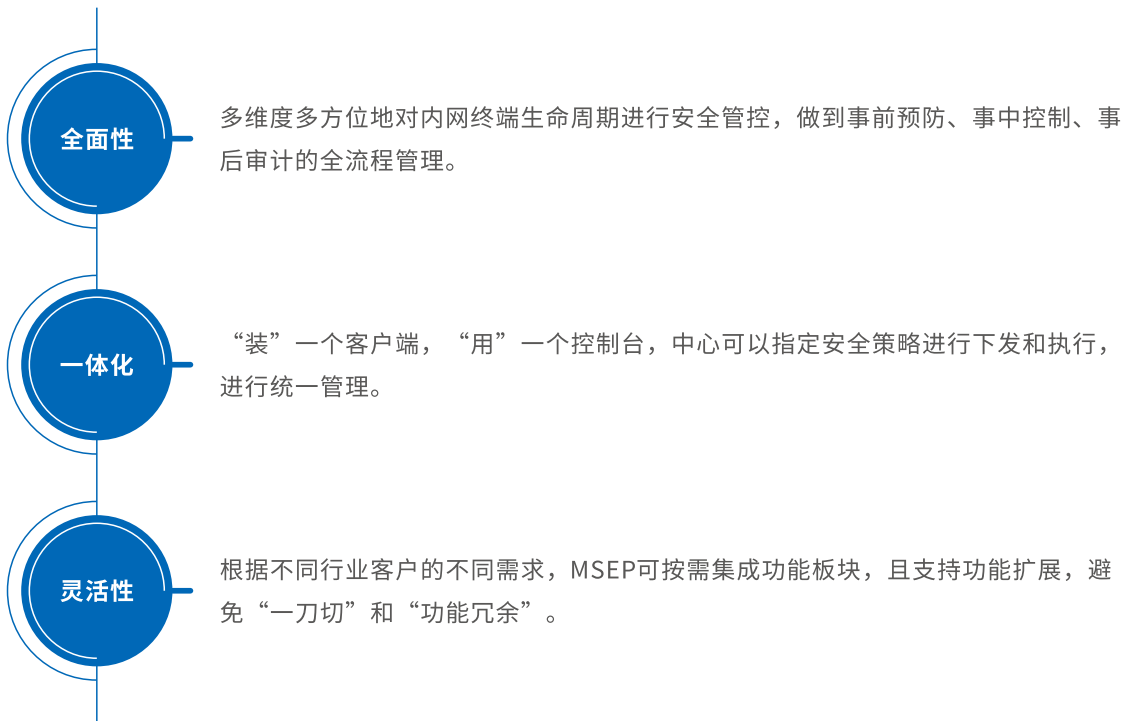 全面性
多维度多方位地对内网终端生命周期进行安全管控，做到事前预防、事中控制、事
后审计的全流程管理。
一体化
“装”一个客户端，“用”一个控制台，中心可以指定安全策略进行下发和执行，
进行统一管理。
灵活性
根据不同行业客户的不同需求，MSEP可按需集成功能板块，且支持功能扩展，避
免“一刀切”和“功能冗余”。